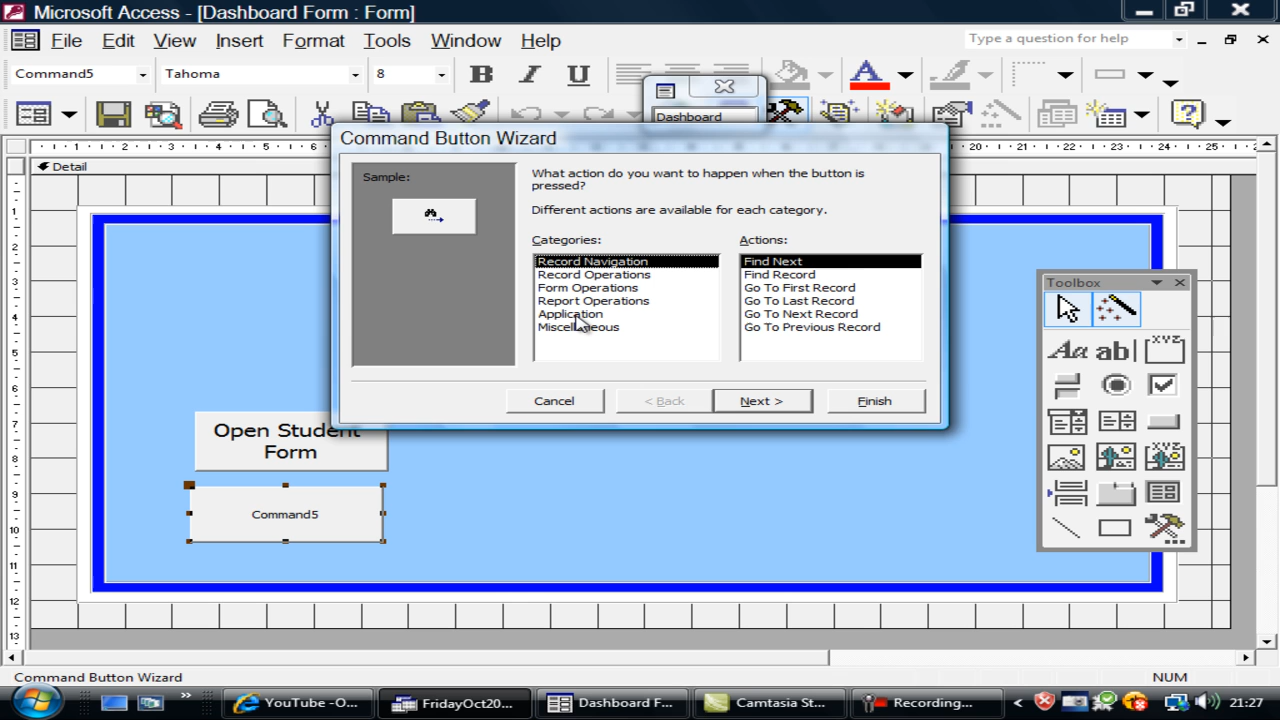 Microsoft Access - [Dashboard Form : Form]
File Edit View Insert Format Tools Window Help
Type a question for help
Command5 Tahoma 8 B I U A
Dashboard
Command Button Wizard
Detail
Sample:
What action do you want to happen when the button is
pressed?
Different actions are available for each category.
Categories:
Actions:
Record Navigation
Record Operations
Form Operations
Report Operations
Application
Miscellaneous
Find Next
Find Record
Go To First Record
Go To Last Record
Go To Next Record
Go To Previous Record
Cancel
< Back
Next >
Finish
Toolbox
Aa ab| XYZ
XYZ
Open Student
Form
Command5
Command Button Wizard
NUM
YouTube -O...
FridayOct20...
Dashboard F...
Camtasia St...
Recording...
21:27